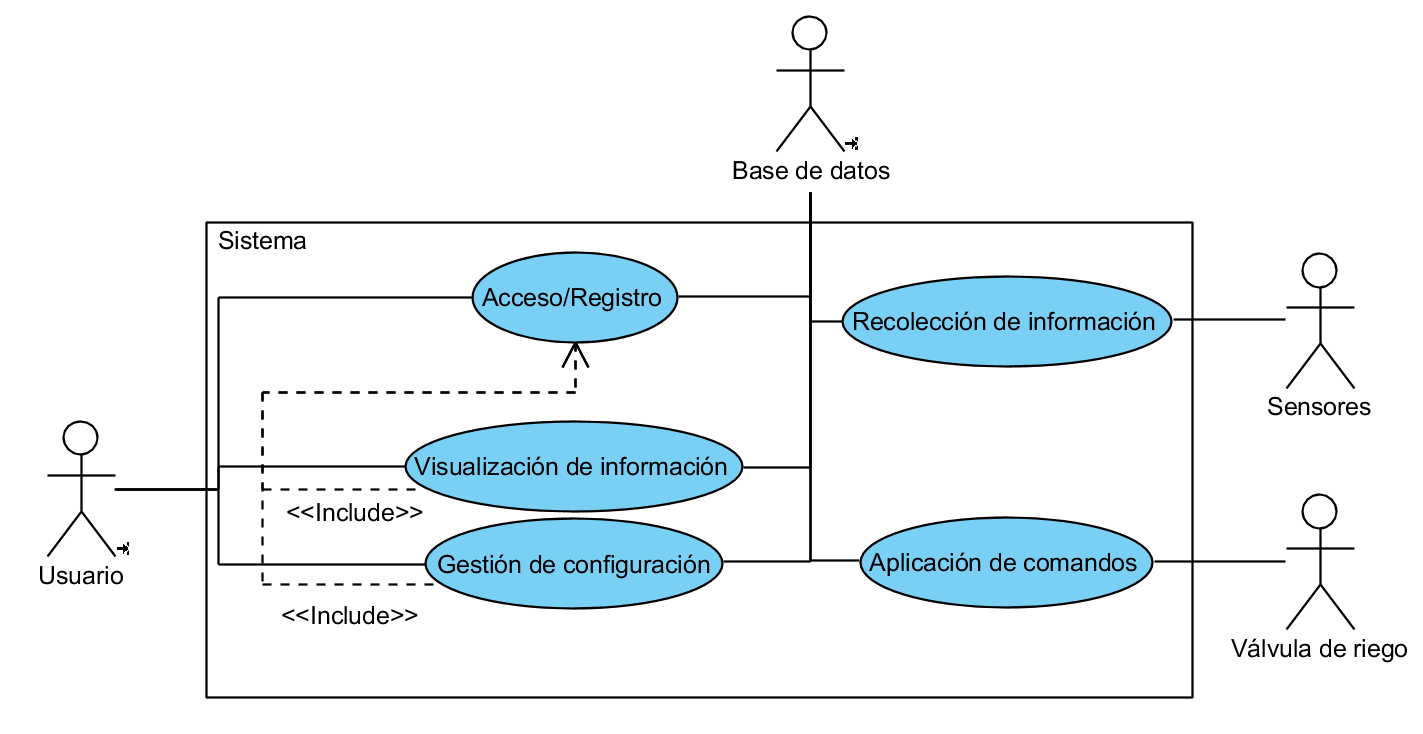 Base de datos
Sistema
Acceso/Registro
Recolección de información
Sensores
Visualización de información
<<Include>>
Usuario
Gestión de configuración
Aplicación de comandos
<<Include>>
Válvula de riego